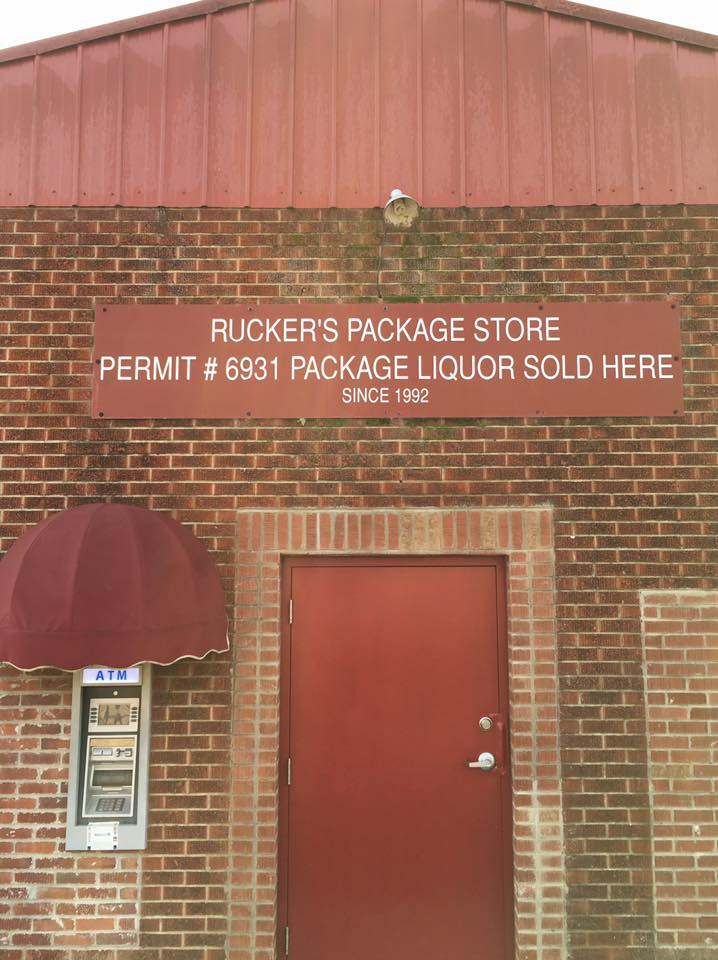 RUCKER'S PACKAGE STORE
PERMIT # 6931 PACKAGE LIQUOR SOLD HERE
SINCE 1992
ATM